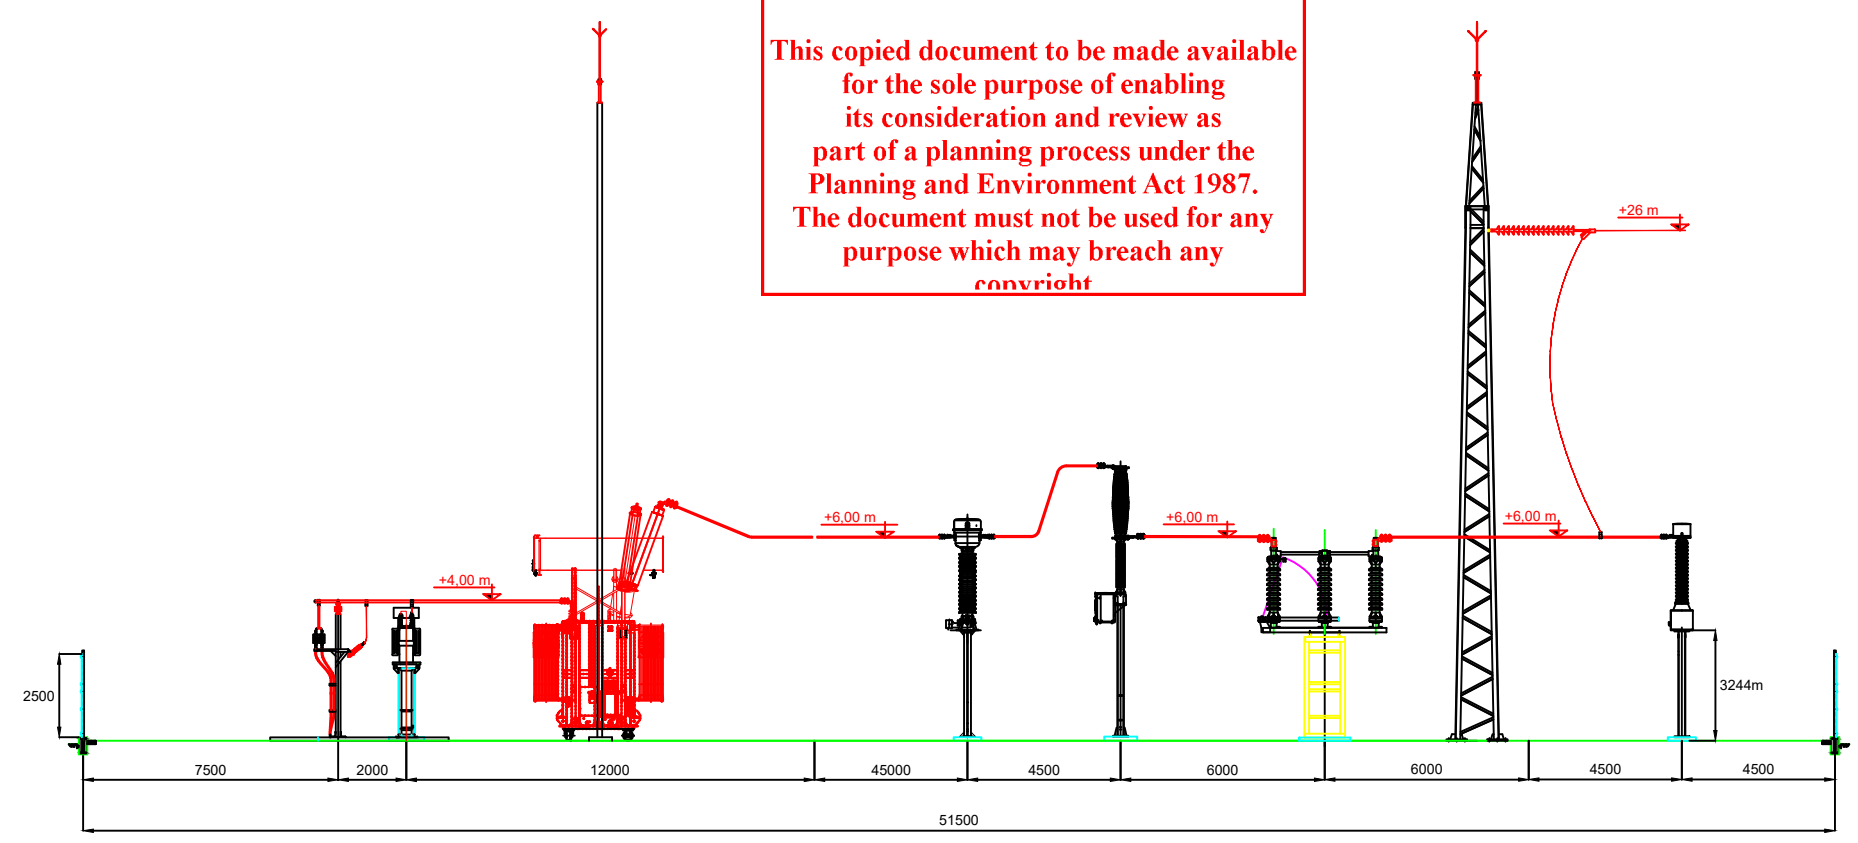 This copied document to be made available
for the sole purpose of enabling
its consideration and review as
part of a planning process under the
Planning and Environment Act 1987.
The document must not be used for any
purpose which may breach any
copyright
+26 m
+6,00 m
+6,00 m
+6,00 m
+4,00 m
2500
3244m
7500
2000
12000
45000
4500
6000
6000
4500
4500
51500